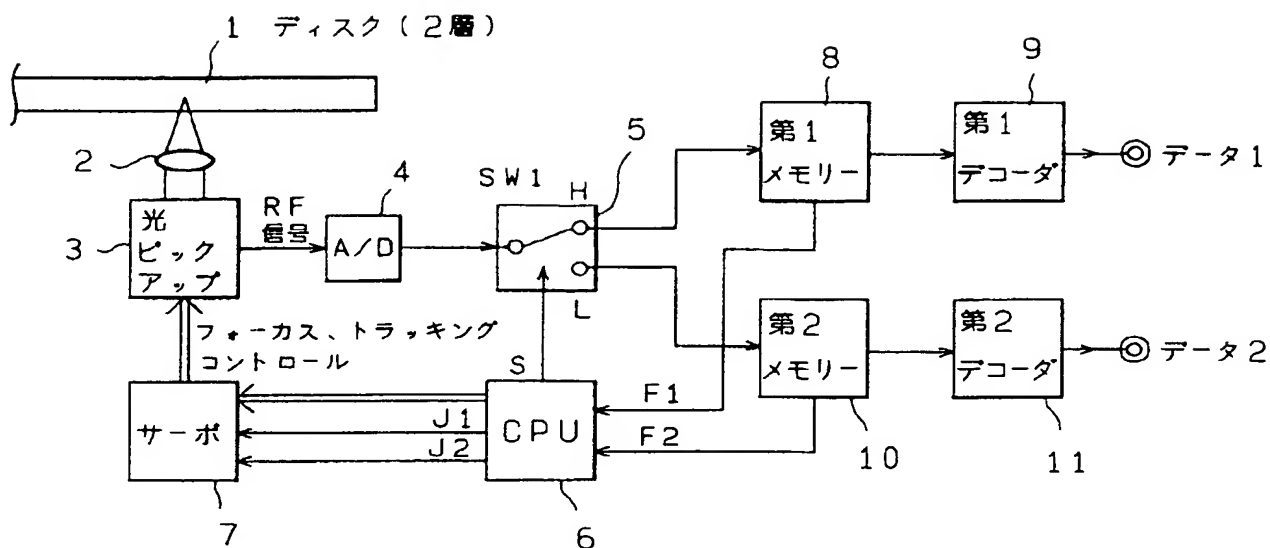 1 ディスク(2層)
2
光
ピック
アップ
3
RF
信号
4
A/D
SW1
5
H
L
8
第1
メモリー
9
第1
デコーダ
データ1
フォーカス、トラッキング
コントロール
S
第2
メモリー
第2
デコーダ
データ2
サーボ
J1
J2
CPU
F1
F2
10
11
7
6